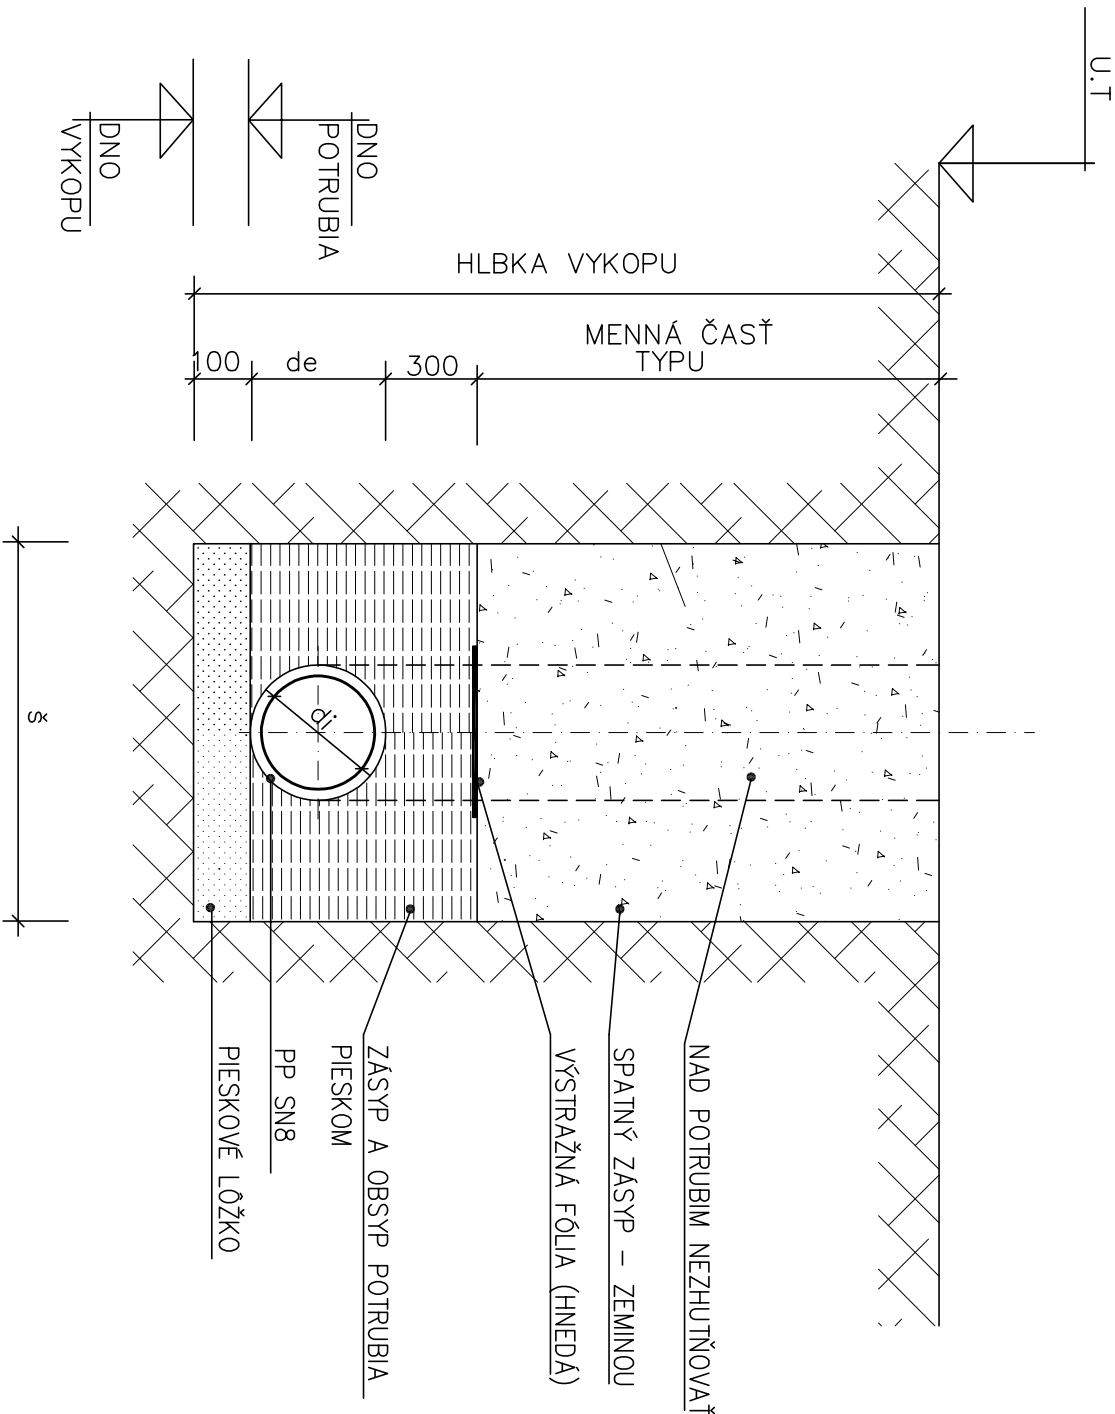 U.T
DNO
POTRUBIA
DNO
VYKOPU
HLBKA VYKOPU
MENNÁ ČASŤ
TYPU
100
de
300
š
di
NAD POTRUBIM NEZHUTŇOVAŤ
SPATNÝ ZÁSYP - ZEMINOU
VÝSTRAŽNÁ FÓLIA (HNEDÁ)
ZÁSYP A OBSYP POTRUBIA
PIESKOM
PP SN8
PIESKOVÉ LÔŽKO